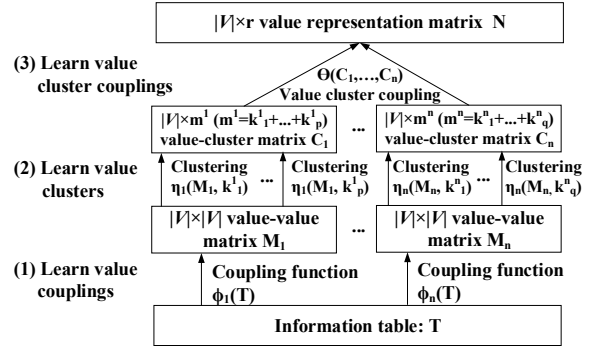 |𝒱|×r value representation matrix N
(3) Learn value
cluster couplings
Θ(C₁,…,Cₙ)
Value cluster coupling
|𝒱|×m¹ (m¹=k¹₁+...+k¹ₚ)
value-cluster matrix C₁
...
|𝒱|×mⁿ (mⁿ=kⁿ₁+...+kⁿq)
value-cluster matrix Cₙ
(2) Learn value
clusters
Clustering
η₁(M₁, k¹₁)
...
Clustering
η₁(M₁, k¹ₚ)
Clustering
ηₙ(Mₙ, kⁿ₁)
...
Clustering
ηₙ(Mₙ, kⁿq)
|𝒱|×|𝒱| value-value
matrix M₁
...
|𝒱|×|𝒱| value-value
matrix Mₙ
(1) Learn value
couplings
Coupling function
ϕ₁(T)
Coupling function
ϕₙ(T)
Information table: T